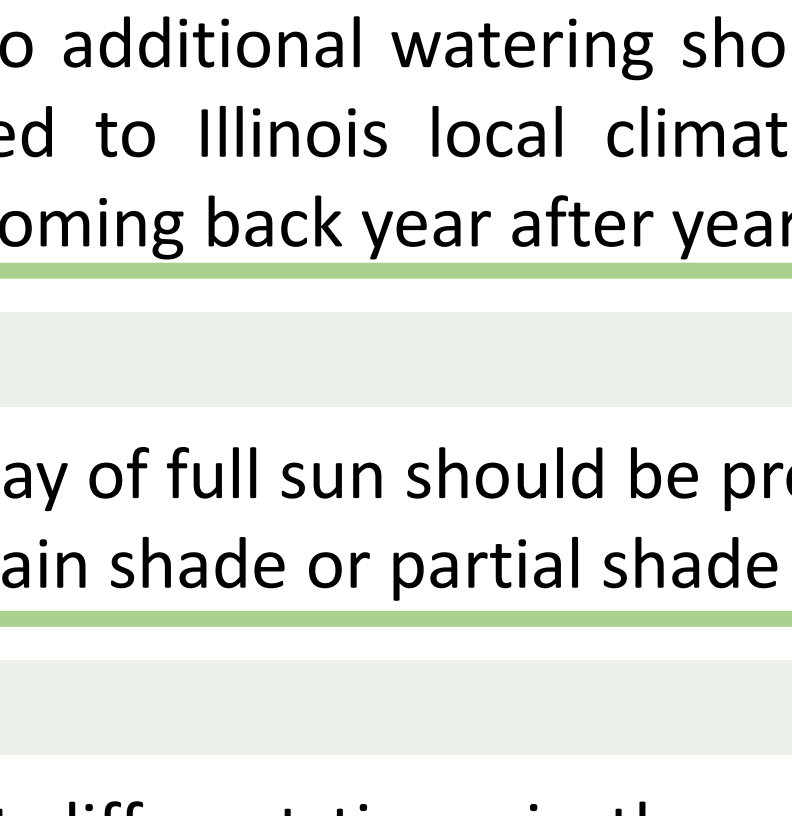 o additional watering sho
ed to Illinois local climat
oming back year after year
ay of full sun should be pr
ain shade or partial shade